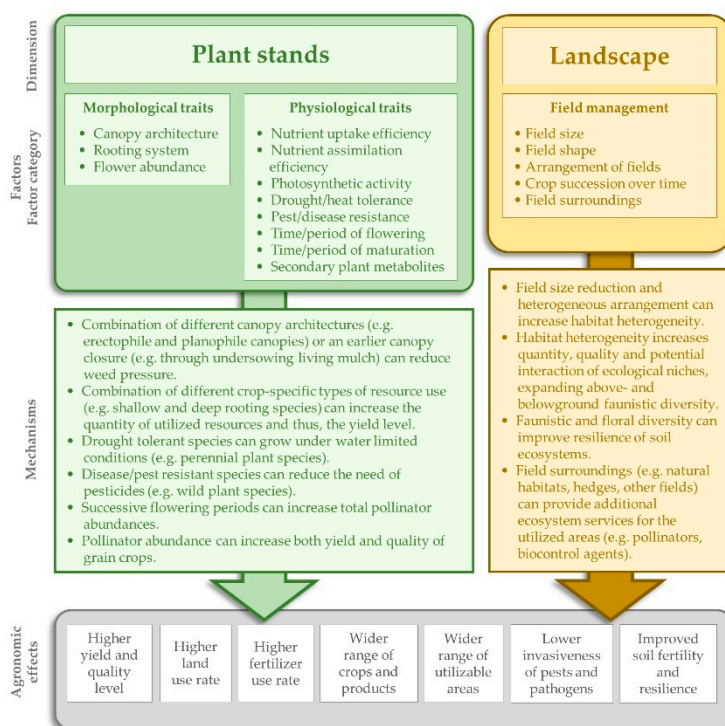 Dimension
Plant stands
Landscape
Factors
Factor category
Morphological traits
• Canopy architecture
• Rooting system
• Flower abundance
Physiological traits
• Nutrient uptake efficiency
• Nutrient assimilation
efficiency
• Photosynthetic activity
• Drought/heat tolerance
• Pest/disease resistance
• Time/period of flowering
• Time/period of maturation
• Secondary plant metabolites
Field management
• Field size
• Field shape
• Arrangement of fields
• Crop succession over time
• Field surroundings
Mechanisms
• Combination of different canopy architectures (e.g.
erectophile and planophile canopies) or an earlier canopy
closure (e.g. through undersowing living mulch) can reduce
weed pressure.
• Combination of different crop-specific types of resource use
(e.g. shallow and deep rooting species) can increase the
quantity of utilized resources and thus, the yield level.
• Drought tolerant species can grow under water limited
conditions (e.g. perennial plant species).
• Disease/pest resistant species can reduce the need of
pesticides (e.g. wild plant species).
• Successive flowering periods can increase total pollinator
abundances.
• Pollinator abundance can increase both yield and quality of
grain crops.
• Field size reduction and
heterogeneous arrangement can
increase habitat heterogeneity.
• Habitat heterogeneity increases
quantity, quality and potential
interaction of ecological niches,
expanding above- and
belowground faunistic diversity.
• Faunistic and floral diversity can
improve resilience of soil
ecosystems.
• Field surroundings (e.g. natural
habitats, hedges, other fields)
can provide additional
ecosystem services for the
utilized areas (e.g. pollinators,
biocontrol agents).
Agronomic
effects
Higher
yield and
quality
level
Higher
land
use rate
Higher
fertilizer
use rate
Wider
range of
crops and
products
Wider
range of
utilizable
areas
Lower
invasiveness
of pests and
pathogens
Improved
soil fertility
and
resilience